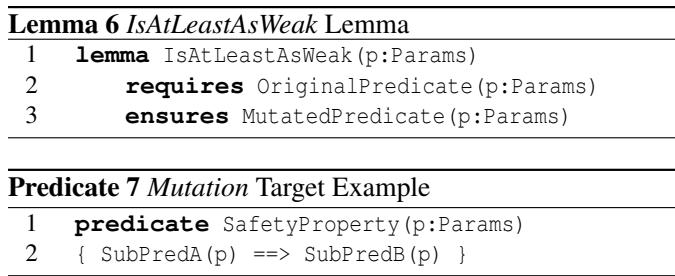 Lemma 6 IsAtLeastAsWeak Lemma
1 lemma IsAtLeastAsWeak(p:Params)
2 requires OriginalPredicate(p:Params)
3 ensures MutatedPredicate(p:Params)
Predicate 7 Mutation Target Example
1 predicate SafetyProperty(p:Params)
2 { SubPredA(p) ==> SubPredB(p) }